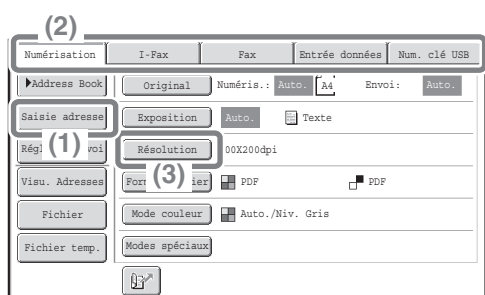 (2)
Numérisation I-Fax Fax Entrée données Num. clé USB
Address Book Original Numéris.: Auto. A4 Envoi: Auto.
Saisie adresse Exposition Auto. Texte
(1) Résolution 00X200dpi
Visu. Adresses (3) PDF PDF
Fichier Mode couleur Auto./Niv. Gris
Fichier temp. Modes spéciaux